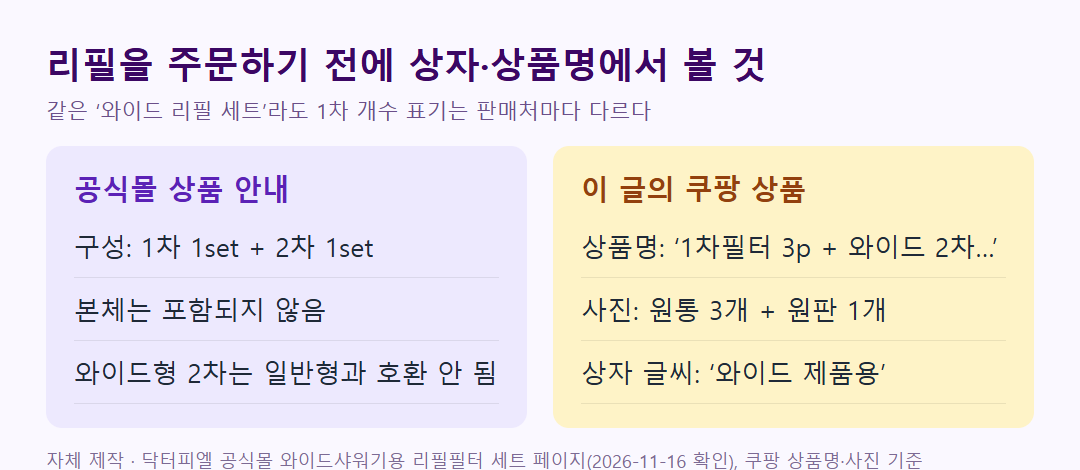 리필을 주문하기 전에 상자·상품명에서 볼 것
같은 ‘와이드 리필 세트’라도 1차 개수 표기는 판매처마다 다르다
공식몰 상품 안내
구성: 1차 1set + 2차 1set
본체는 포함되지 않음
와이드형 2차는 일반형과 호환 안 됨
이 글의 쿠팡 상품
상품명: ‘1차필터 3p + 와이드 2차…’
사진: 원통 3개 + 원판 1개
상자 글씨: ‘와이드 제품용’
자체 제작 · 닥터피엘 공식몰 와이드샤워기용 리필필터 세트 페이지(2026-11-16 확인), 쿠팡 상품명·사진 기준